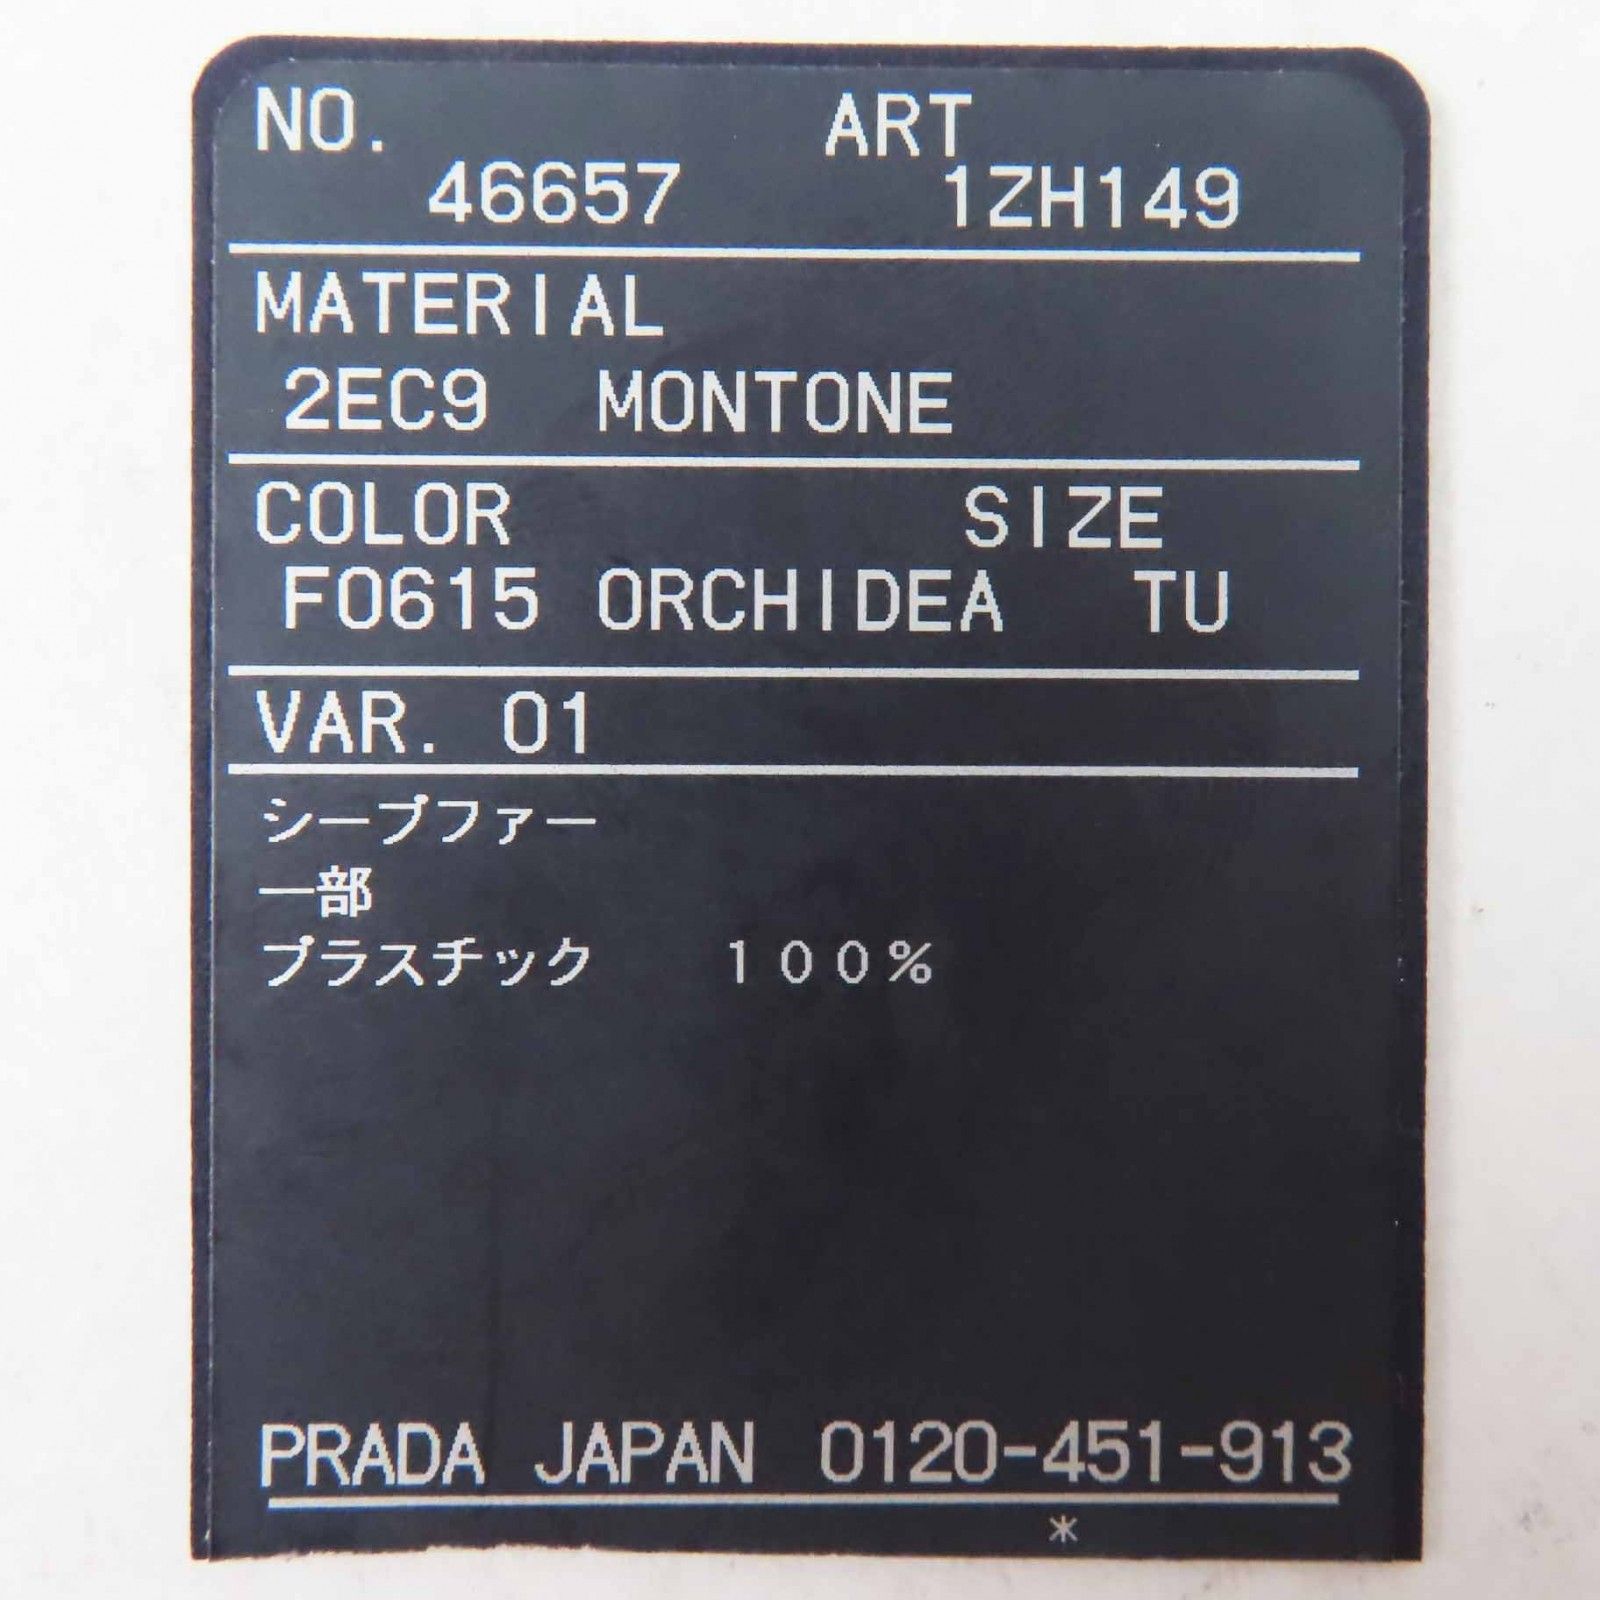 NO. ART
46657 1ZH149
MATERIAL
2EC9 MONTONE
COLOR SIZE
F0615 ORCHIDEA TU
VAR. 01
シープファー
一部
プラスチック 100%
PRADA JAPAN 0120-451-913
*